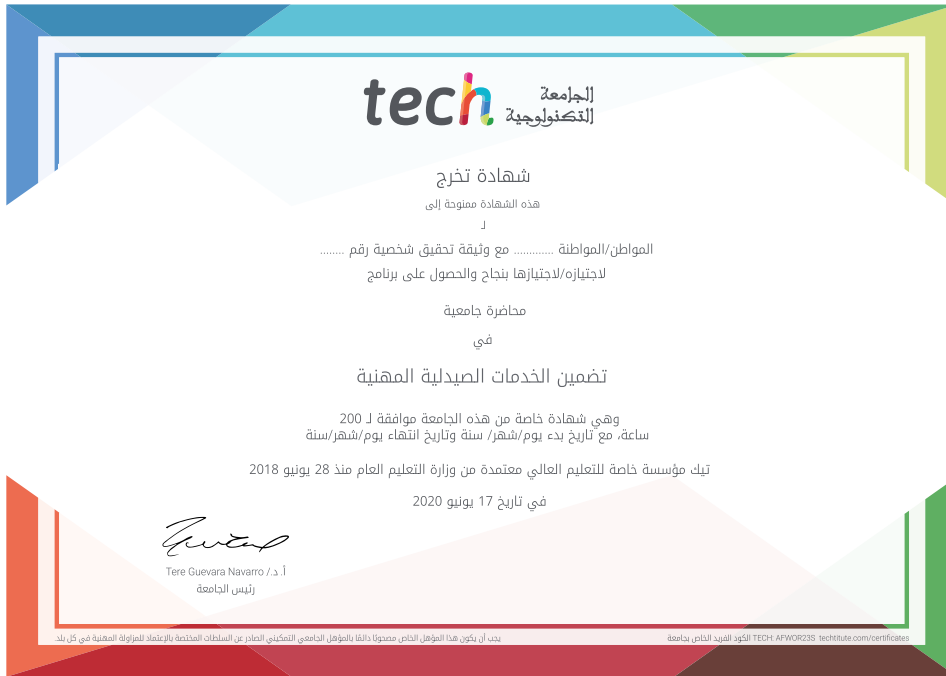 tech الجامعة
التكنولوجية
شهادة تخرج
هذه الشهادة ممنوحة إلى
لـ
المواطن/المواطنة ............ مع وثيقة تحقيق شخصية رقم ........
لاجتيازه/لاجتيازها بنجاح والحصول على برنامج
محاضرة جامعية
في
تضمين الخدمات الصيدلية المهنية
وهي شهادة خاصة من هذه الجامعة موافقة لـ 200
ساعة، مع تاريخ بدء يوم/شهر/ سنة وتاريخ انتهاء يوم/شهر/سنة
تيك مؤسسة خاصة للتعليم العالي معتمدة من وزارة التعليم العام منذ 28 يونيو 2018
في تاريخ 17 يونيو 2020
أ. د./ Tere Guevara Navarro
رئيس الجامعة
يجب أن يكون هذا المؤهل الخاص مصحوبًا دائمًا بالمؤهل الجامعي التمكيني الصادر عن السلطات المختصة بالإعتماد للمزاولة المهنية في كل بلد.
الكود الفريد الخاص بجامعة TECH: AFWOR23S techtitute.com/certificates